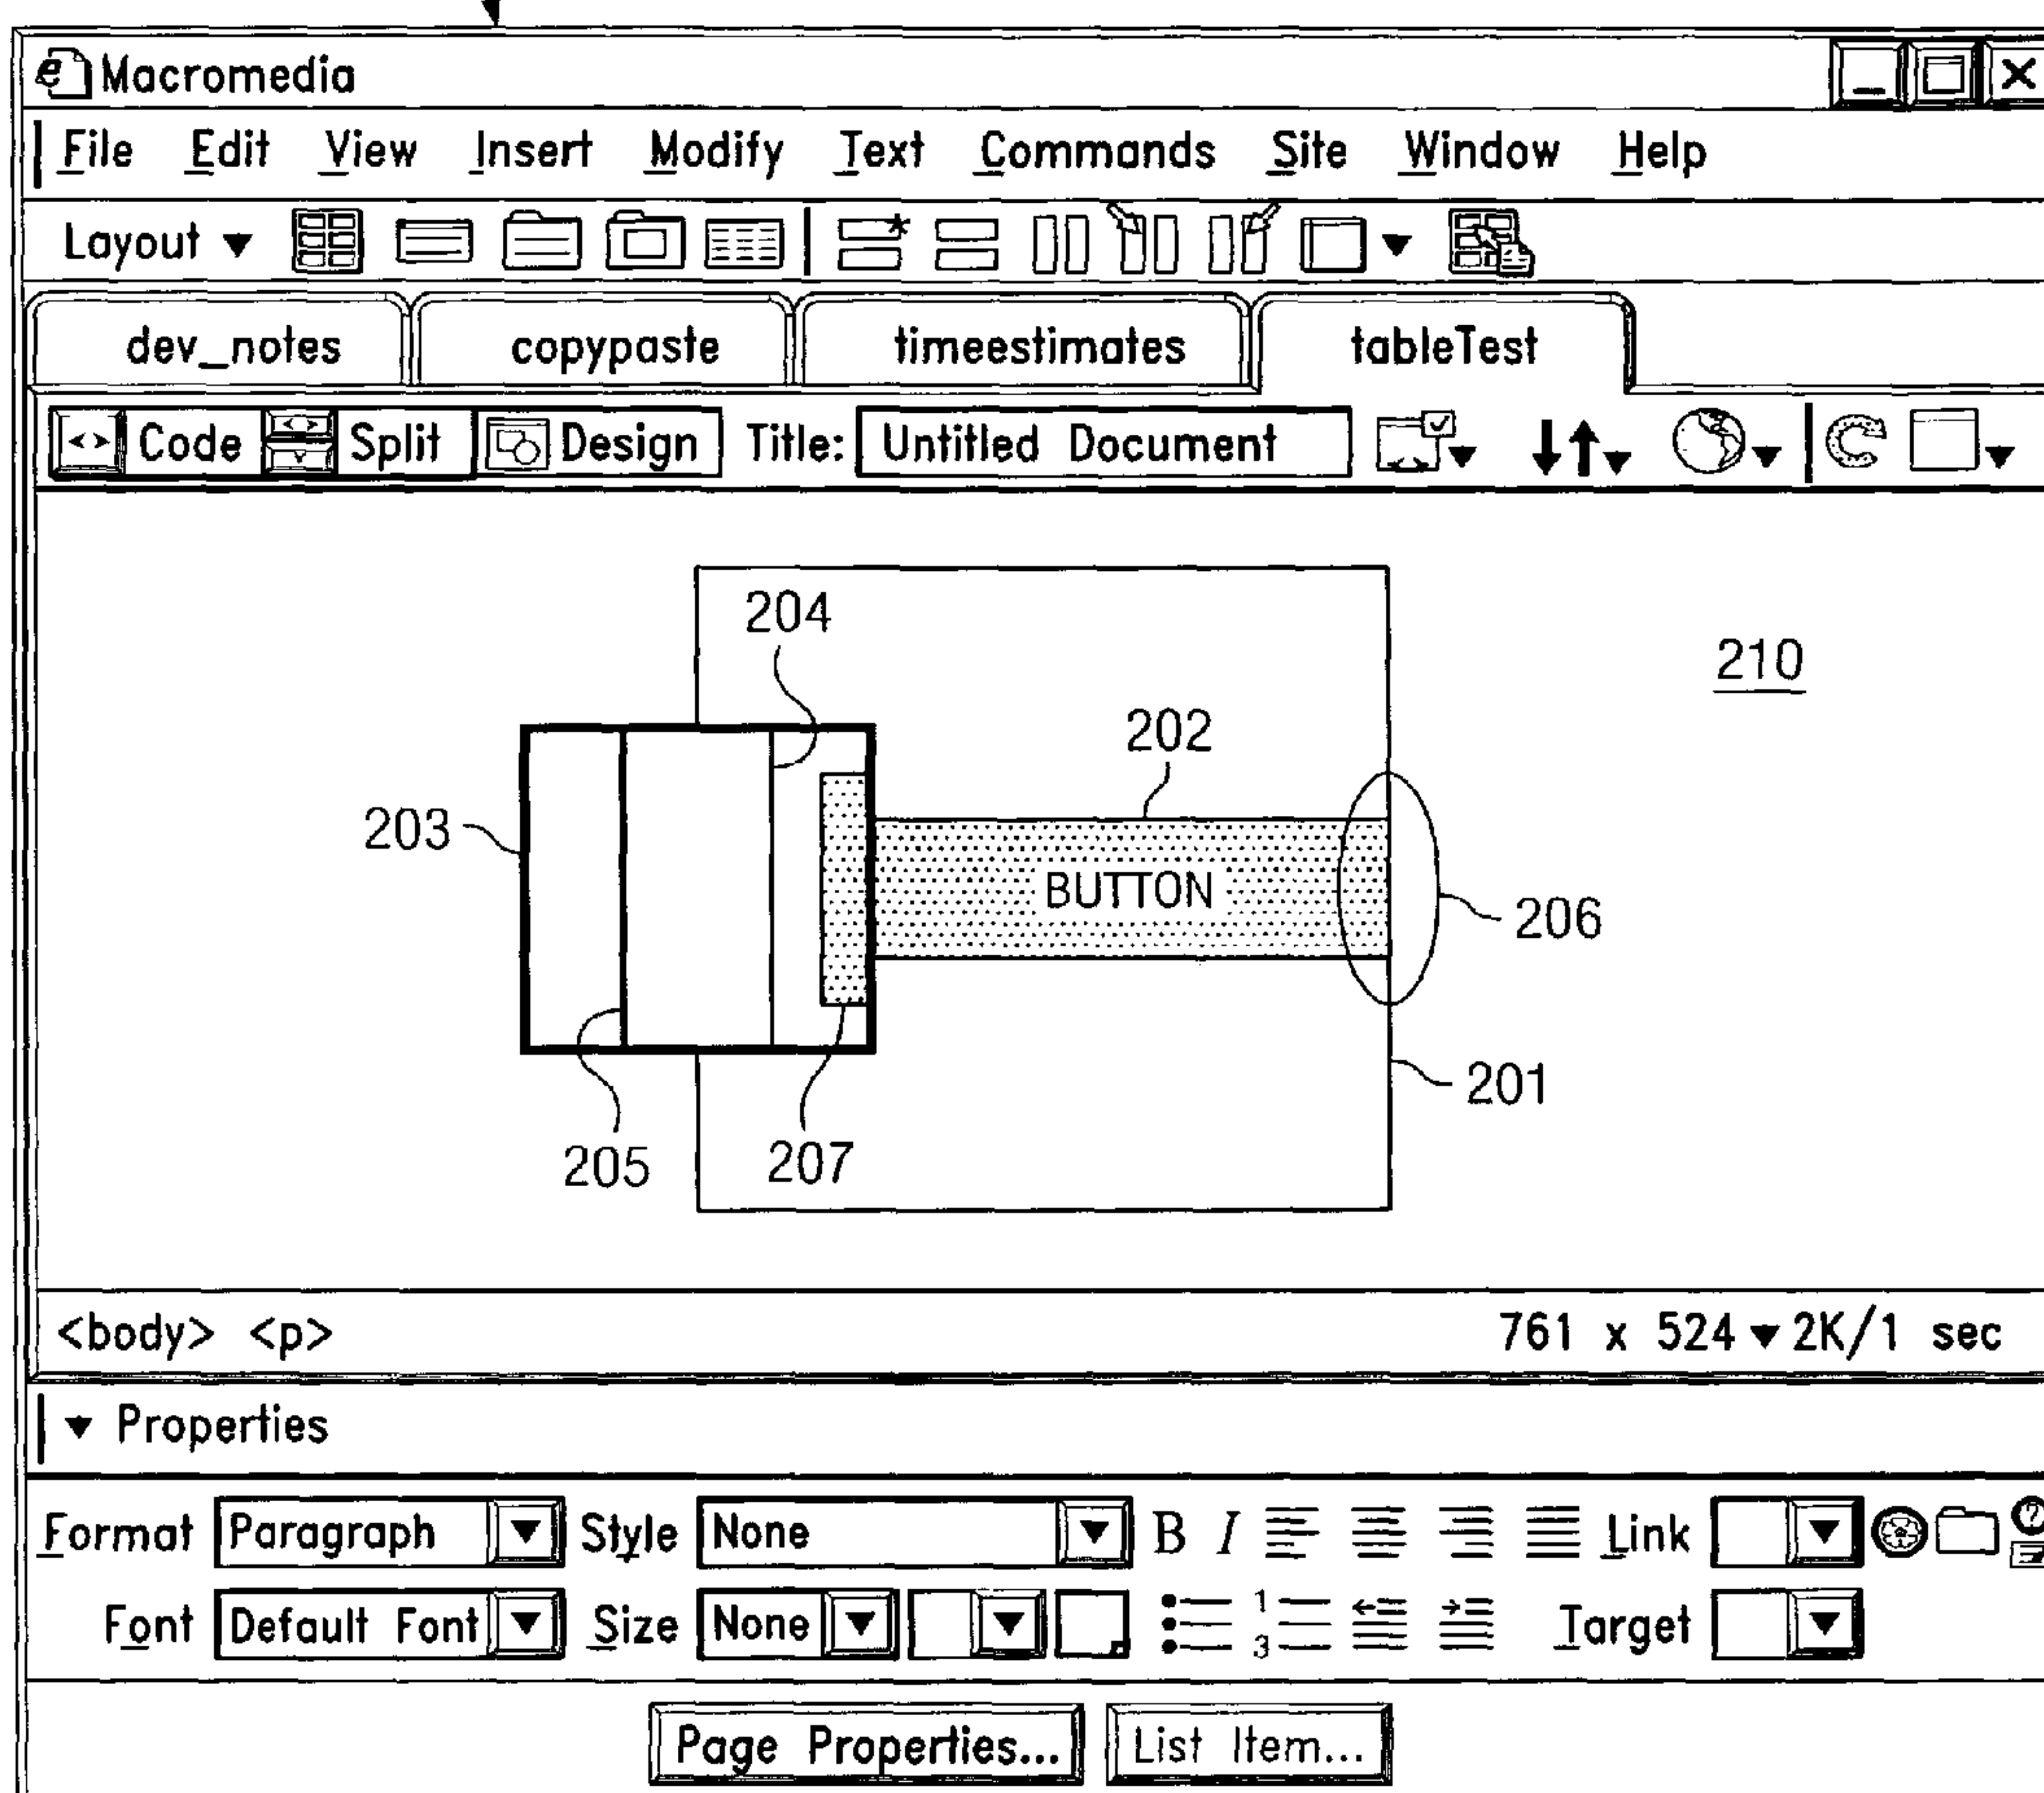 Macromedia
File Edit View Insert Modify Text Commands Site Window Help
Layout
dev_notes copypaste timeestimates tableTest
Code Split Design Title: Untitled Document
204
210
202
203
BUTTON
206
201
205 207
<body> <p> 761 x 524 2K/1 sec
Properties
Format Paragraph Style None B I Link
Font Default Font Size None Target
Page Properties... List Item...